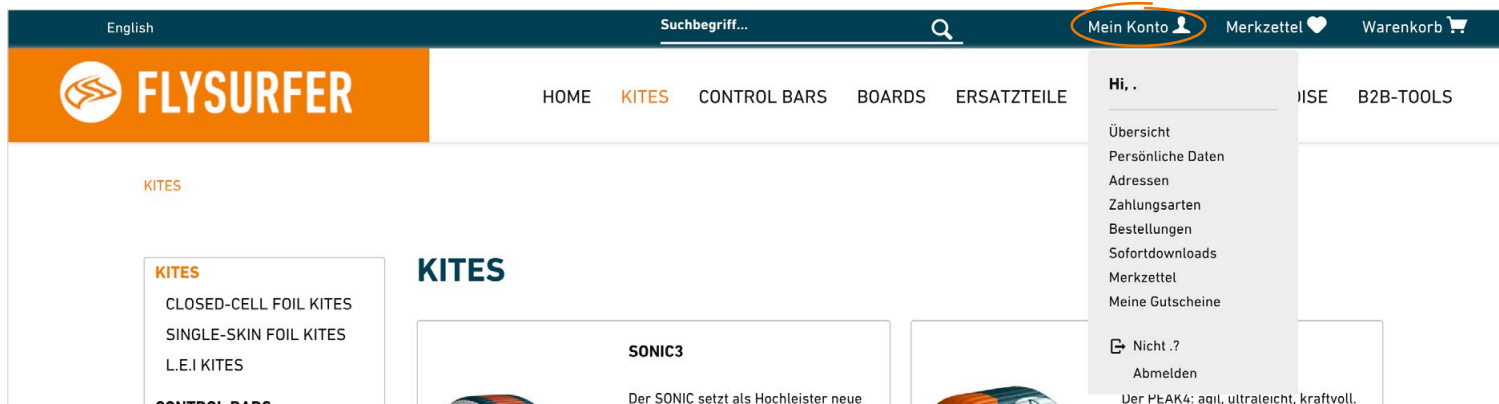 English
Suchbegriff...
Mein Konto
Merkzettel
Warenkorb
FLYSURFER
HOME
KITES
CONTROL BARS
BOARDS
ERSATZTEILE
B2B-TOOLS
Hi, .
Übersicht
Persönliche Daten
Adressen
Zahlungsarten
Bestellungen
Sofortdownloads
Merkzettel
Meine Gutscheine
Nicht .?
Abmelden
KITES
KITES
CLOSED-CELL FOIL KITES
SINGLE-SKIN FOIL KITES
L.E.I KITES
CONTROL BARS
KITES
SONIC3
Der SONIC setzt als Hochleister neue
Der PEAK4: agil, ultraleicht, kraftvoll.